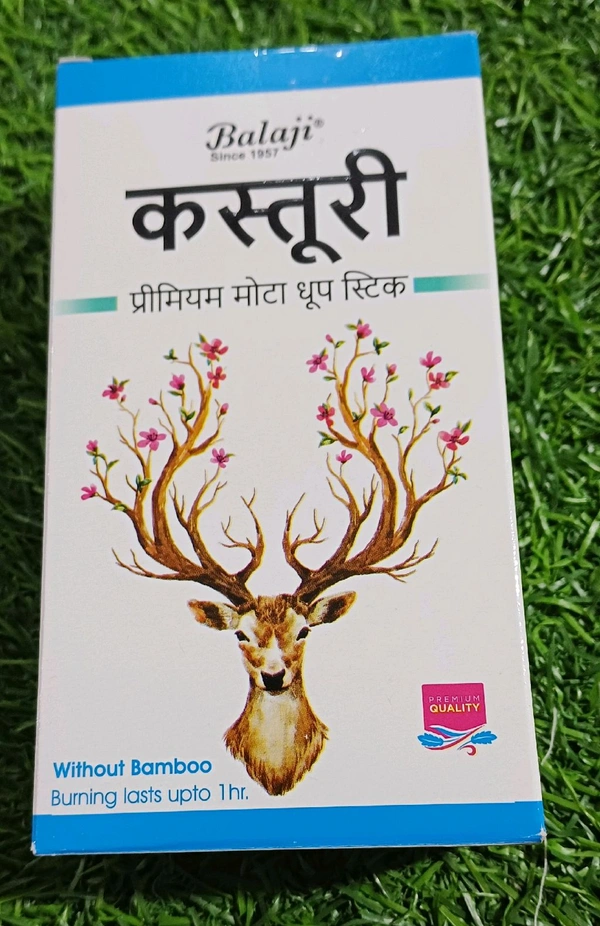 Balaji®
Since 1957
कस्तूरी
प्रीमियम मोटा धूप स्टिक
PREMIUM
QUALITY
Without Bamboo
Burning lasts upto 1hr.